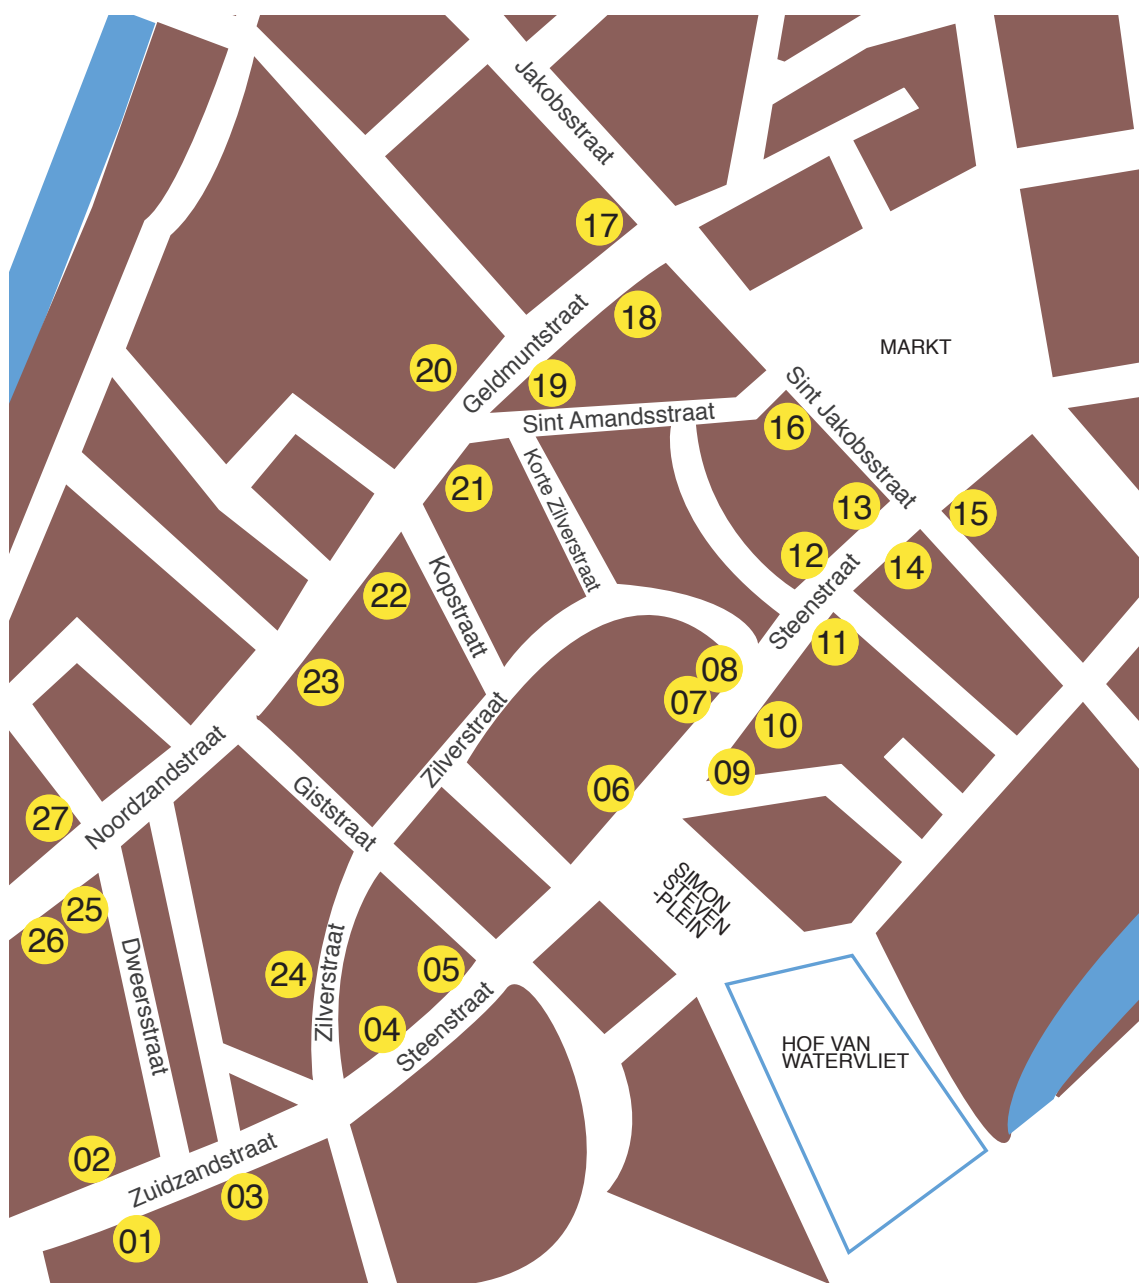 Jakobsstraat
17
18
Geldmuntstraat
MARKT
20
19
Sint Jakobsstraat
Sint Amandsstraat
16
21
Korte Zilverstraat
13
15
12
14
22
Kopstraatt
Steenstraat
11
23
08
07
10
Zilverstraat
09
06
Noordzandstraat
27
Giststraat
SIMON
STEVEN
-PLEIN
25
26
Dweersstraat
24
Zilverstraat
05
04
Steenstraat
HOF VAN
WATERVLIET
02
Zuidzandstraat
03
01